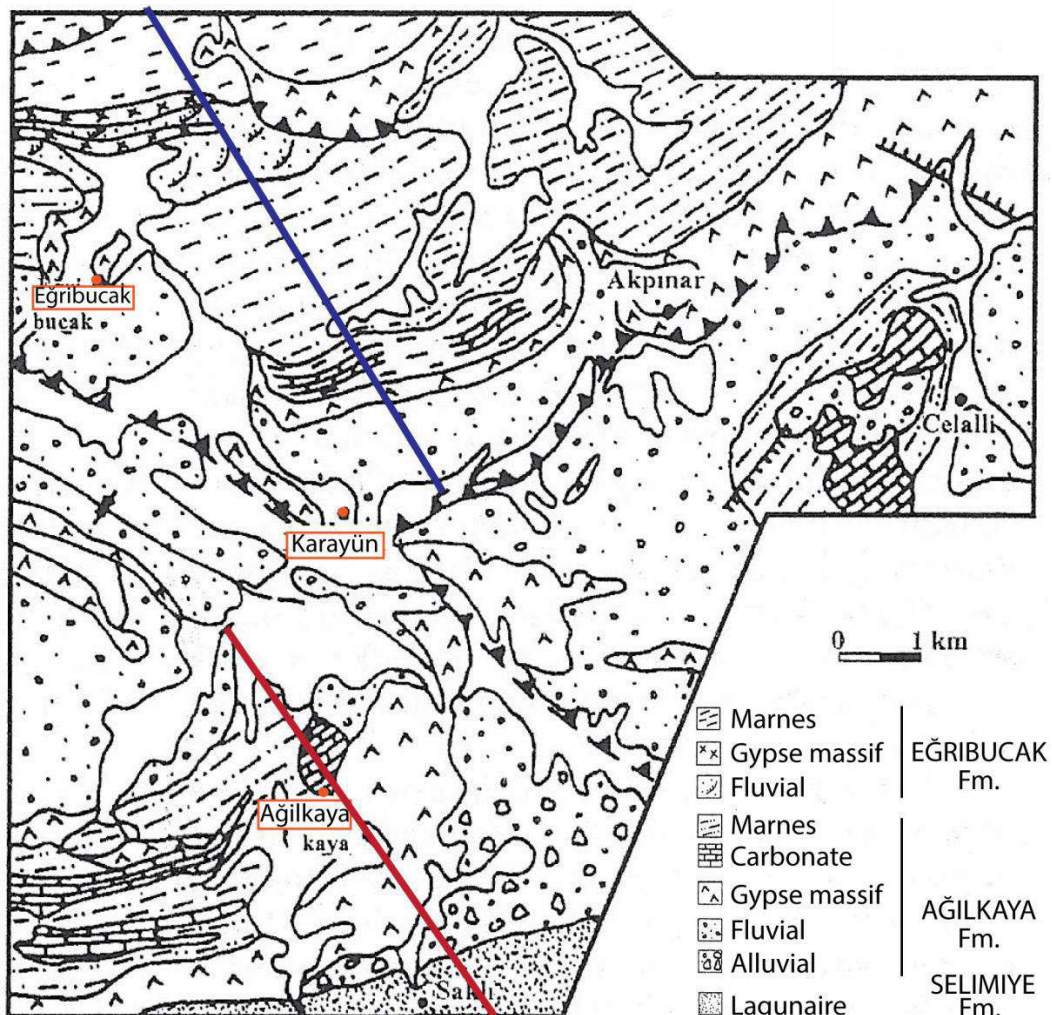 Eğribucak
bucak
Akpınar
Celalli
Karayün
Ağilkaya
kaya
0 1 km
Marnes
Gypse massif
Fluvial
EĞRIBUCAK
Fm.
Marnes
Carbonate
Gypse massif
Fluvial
Alluvial
AĞILKAYA
Fm.
Lagunaire
SELIMIYE
Fm.